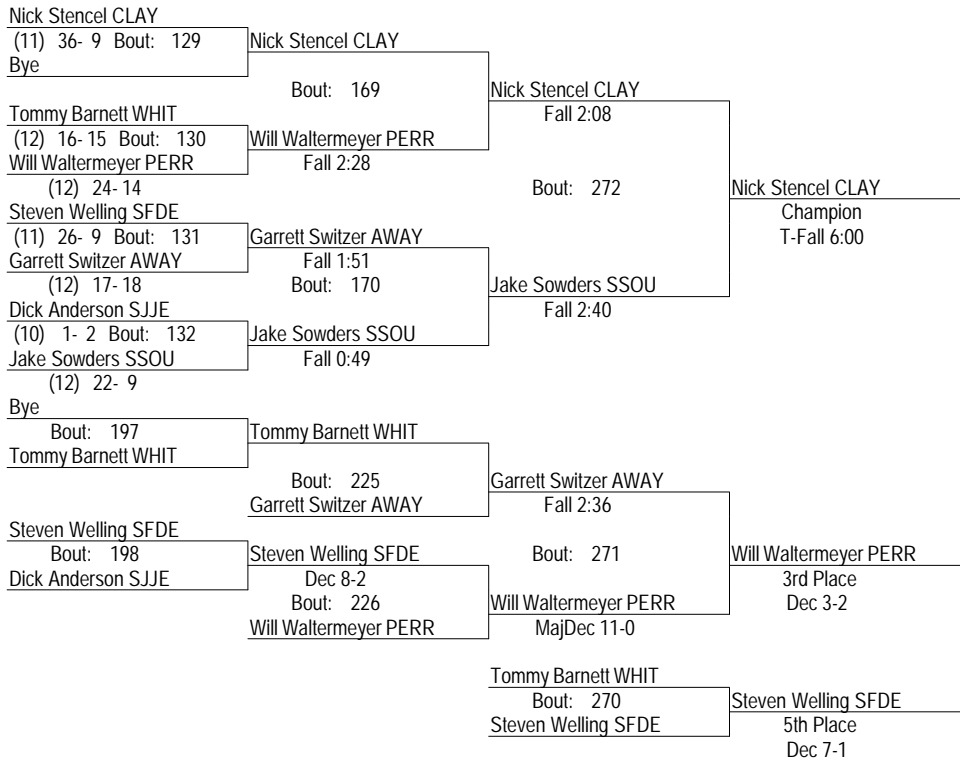 Nick Stencel CLAY
(11) 36- 9 Bout: 129
Nick Stencel CLAY
Bye
Bout: 169
Nick Stencel CLAY
Tommy Barnett WHIT
Fall 2:08
(12) 16- 15 Bout: 130
Will Waltermeyer PERR
Will Waltermeyer PERR
Fall 2:28
(12) 24- 14
Bout: 272
Nick Stencel CLAY
Steven Welling SFDE
Champion
(11) 26- 9 Bout: 131
Garrett Switzer AWAY
T-Fall 6:00
Garrett Switzer AWAY
Fall 1:51
(12) 17- 18
Bout: 170
Jake Sowders SSOU
Dick Anderson SJJE
Fall 2:40
(10) 1- 2 Bout: 132
Jake Sowders SSOU
Jake Sowders SSOU
Fall 0:49
(12) 22- 9
Bye
Bout: 197
Tommy Barnett WHIT
Tommy Barnett WHIT
Bout: 225
Garrett Switzer AWAY
Garrett Switzer AWAY
Fall 2:36
Steven Welling SFDE
Bout: 198
Steven Welling SFDE
Bout: 271
Will Waltermeyer PERR
Dick Anderson SJJE
Dec 8-2
3rd Place
Bout: 226
Will Waltermeyer PERR
Dec 3-2
Will Waltermeyer PERR
MajDec 11-0
Tommy Barnett WHIT
Bout: 270
Steven Welling SFDE
Steven Welling SFDE
5th Place
Dec 7-1